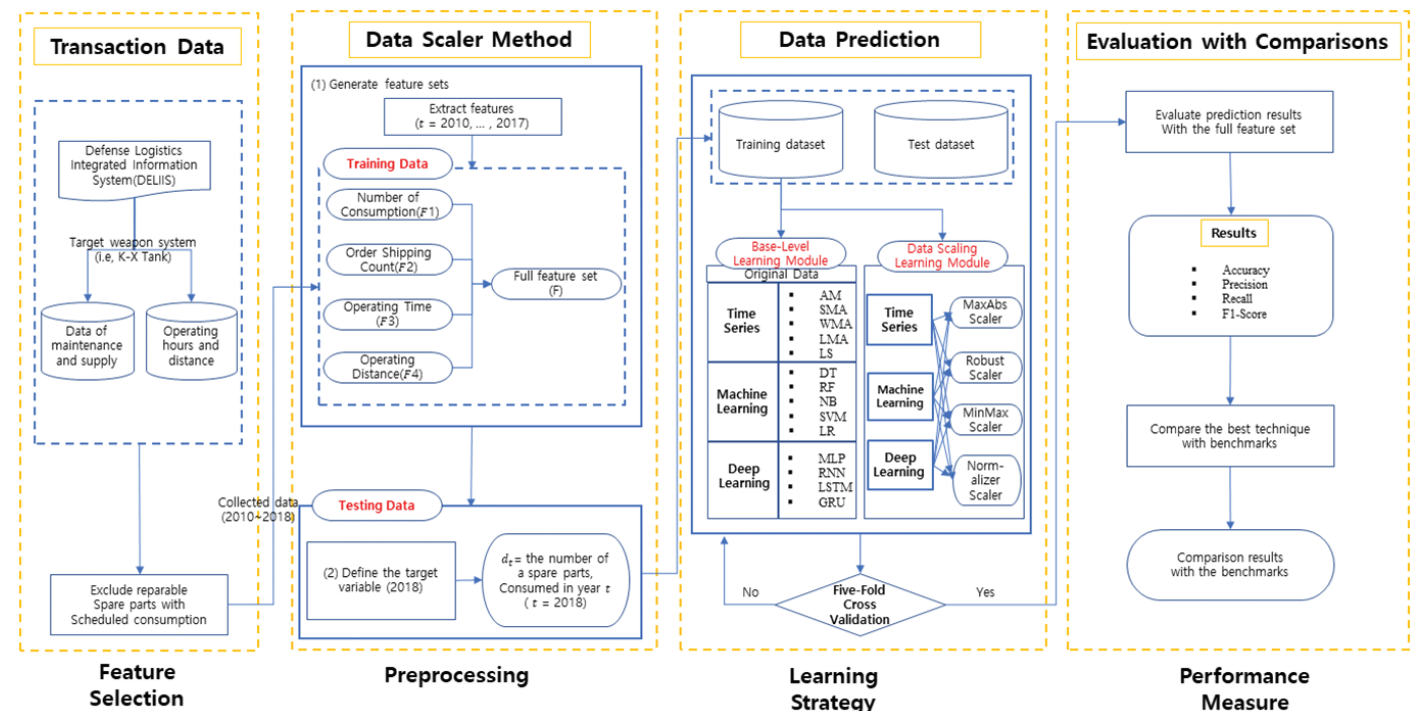 Transaction Data
Defense Logistics
Integrated Information
System(DELIIS)
Target weapon system
(i.e, K-X Tank)
Data of
maintenance
and supply
Operating
hours and
distance
Exclude reparable
Spare parts with
Scheduled consumption
Collected data
(2010~2018)
Feature
Selection
Data Scaler Method
(1) Generate feature sets
Extract features
(t = 2010, ... , 2017)
Training Data
Number of
Consumption(F1)
Order Shipping
Count(F2)
Operating Time
(F3)
Operating
Distance(F4)
Full feature set
(F)
Testing Data
(2) Define the target
variable (2018)
dt= the number of
a spare parts,
Consumed in year t
( t = 2018)
Preprocessing
Data Prediction
Training dataset
Test dataset
Base-Level
Learning Module
Original Data
Time
Series
▪ AM
▪ SMA
▪ WMA
▪ LMA
▪ LS
Machine
Learning
▪ DT
▪ RF
▪ NB
▪ SVM
▪ LR
Deep
Learning
▪ MLP
▪ RNN
▪ LSTM
▪ GRU
Data Scaling
Learning Module
Time
Series
Machine
Learning
Deep
Learning
MaxAbs
Scaler
Robust
Scaler
MinMax
Scaler
Norm-
alizer
Scaler
No
Five-Fold
Cross
Validation
Yes
Learning
Strategy
Evaluation with Comparisons
Evaluate prediction results
With the full feature set
Results
▪ Accuracy
▪ Precision
▪ Recall
▪ F1-Score
Compare the best technique
with benchmarks
Comparison results
with the benchmarks
Performance
Measure